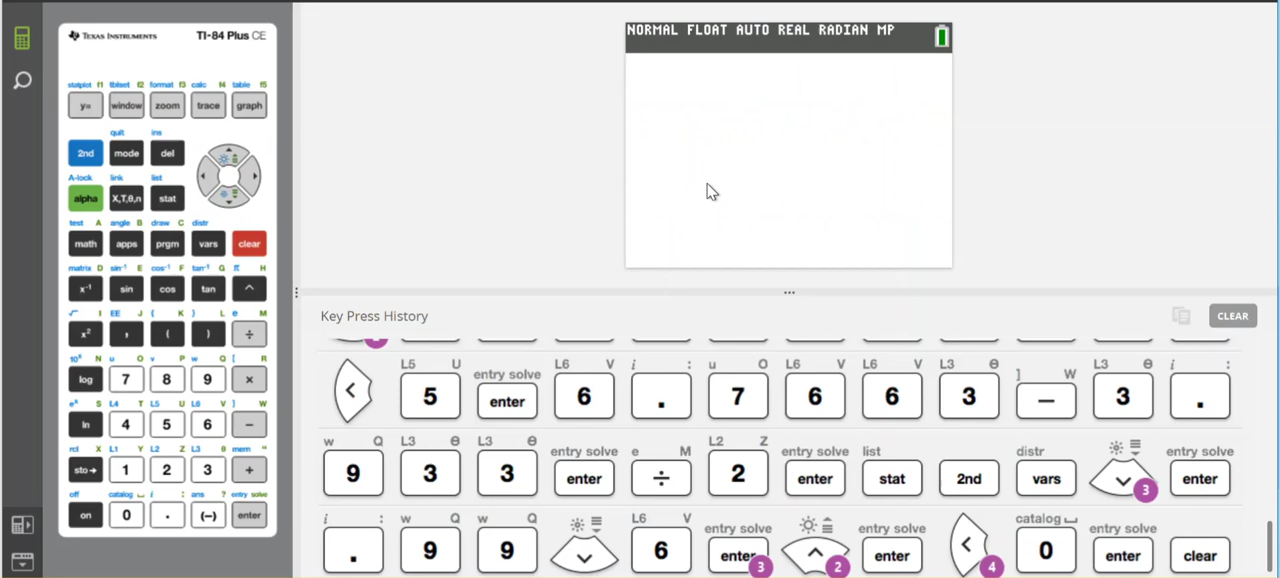 TEXAS INSTRUMENTS TI-84 Plus CE
statplot f1 tblset f2 format f3 calc f4 table f5
y= window zoom trace graph
quit ins
2nd mode del
A-lock link list
alpha X,T,θ,n stat
test A angle B draw C distr
math apps prgm vars clear
matrix D sin⁻¹ E cos⁻¹ F tan⁻¹ G π H
x⁻¹ sin cos tan ^
√ I EE J { K } L e M
x² , ( ) ÷
10ˣ N u O v P w Q [ R
log 7 8 9 ×
eˣ S L4 T L5 U L6 V ] W
ln 4 5 6 −
rcl X L1 Y L2 Z L3 θ mem "
sto→ 1 2 3 +
off catalog ⎵ i : ans ? entry solve
on 0 . (−) enter
NORMAL FLOAT AUTO REAL RADIAN MP
Key Press History
CLEAR
L5 U entry solve L6 V i : u O L6 V L6 V L3 θ ] W L3 θ i :
< 5 enter 6 . 7 6 6 3 − 3 .
w Q L3 θ L3 θ entry solve e M L2 Z entry solve list distr entry solve
9 3 3 enter ÷ 2 enter stat 2nd vars 3 enter
i : w Q w Q L6 V entry solve entry solve catalog ⎵ entry solve
. 9 9 6 enter 3 2 enter < 4 0 enter clear